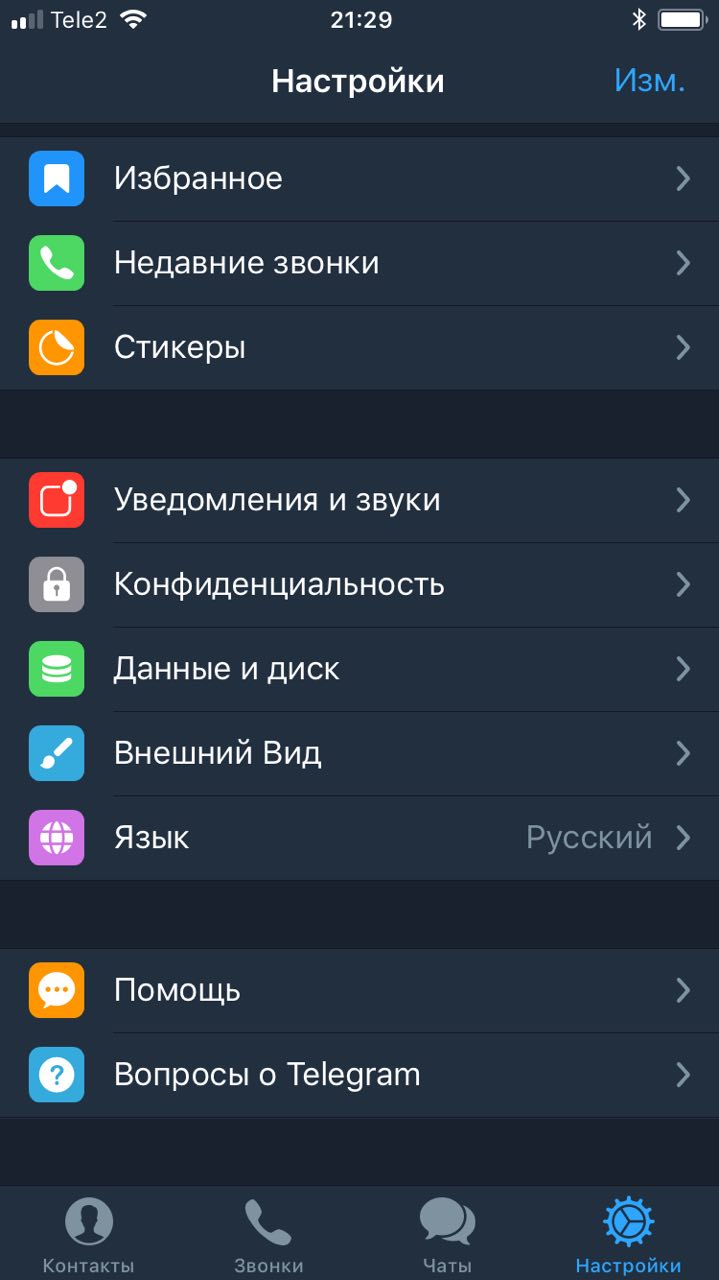 Tele2 21:29
Настройки Изм.
Избранное
Недавние звонки
Стикеры
Уведомления и звуки
Конфиденциальность
Данные и диск
Внешний Вид
Язык Русский
Помощь
? Вопросы о Telegram
Контакты Звонки Чаты Настройки